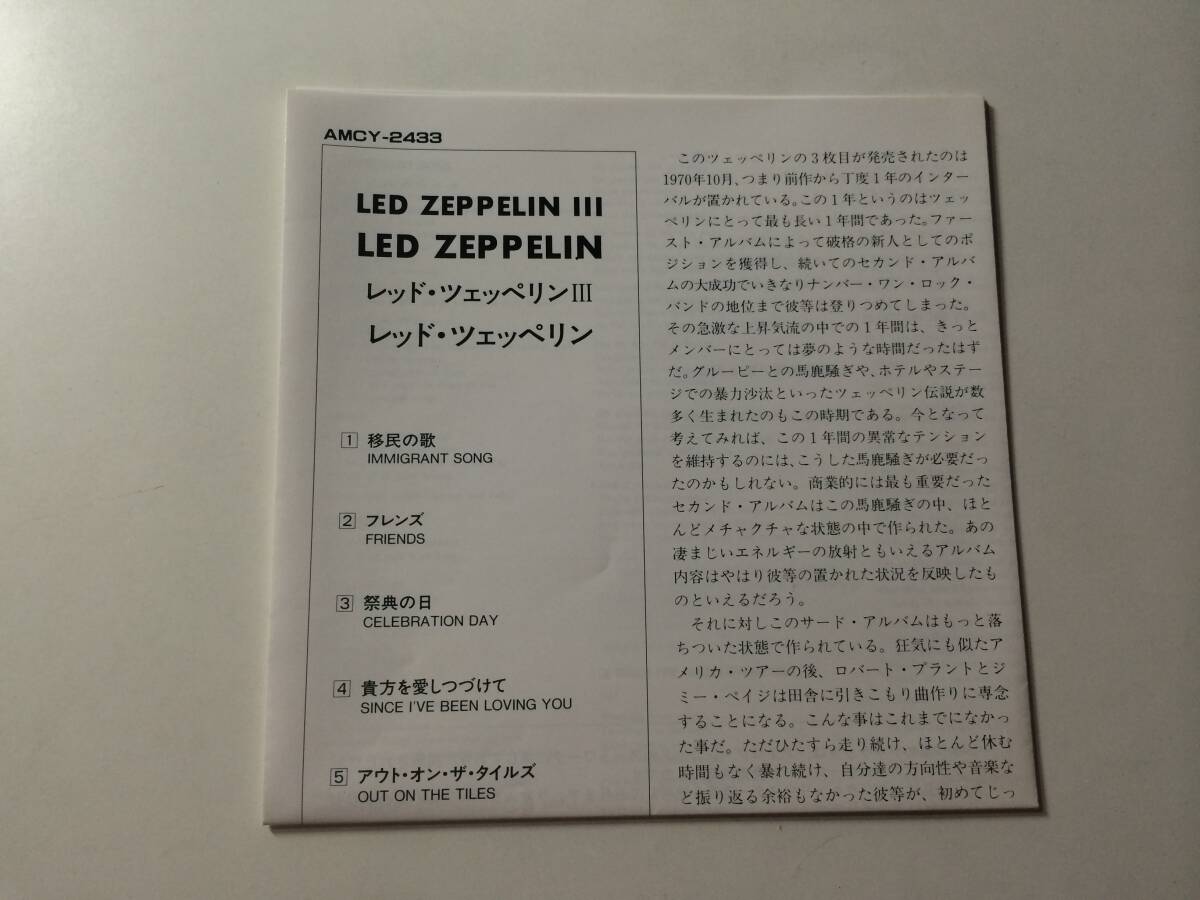 AMCY-2433
LED ZEPPELIN III
LED ZEPPELIN
レッド・ツェッペリンIII
レッド・ツェッペリン
1 移民の歌
IMMIGRANT SONG
2 フレンズ
FRIENDS
3 祭典の日
CELEBRATION DAY
4 貴方を愛しつづけて
SINCE I'VE BEEN LOVING YOU
5 アウト・オン・ザ・タイルズ
OUT ON THE TILES
このツェッペリンの3枚目が発売されたのは
1970年10月、つまり前作から丁度1年のインター
バルが置かれている。この1年というのはツェッ
ペリンにとって最も長い1年間であった。ファー
スト・アルバムによって破格の新人としてのポ
ジションを獲得し、続いてのセカンド・アルバ
ムの大成功でいきなりナンバー・ワン・ロック・
バンドの地位まで彼等は登りつめてしまった。
その急激な上昇気流の中での1年間は、きっと
メンバーにとっては夢のような時間だったはず
だ。グルーピーとの馬鹿騒ぎや、ホテルやステー
ジでの暴力沙汰といったツェッペリン伝説が数
多く生まれたのもこの時期である。今となって
考えてみれば、この1年間の異常なテンション
を維持するのには、こうした馬鹿騒ぎが必要だっ
たのかもしれない。商業的には最も重要だった
セカンド・アルバムはこの馬鹿騒ぎの中、ほと
んどメチャクチャな状態の中で作られた。あの
凄まじいエネルギーの放射ともいえるアルバム
内容はやはり彼等の置かれた状況を反映したも
のといえるだろう。
それに対しこのサード・アルバムはもっと落
ちついた状態で作られている。狂気にも似たア
メリカ・ツアーの後、ロバート・プラントとジ
ミー・ペイジは田舎に引きこもり曲作りに専念
することになる。こんな事はこれまでになかっ
た事だ。ただひたすら走り続け、ほとんど休む
時間もなく暴れ続け、自分達の方向性や音楽な
ど振り返る余裕もなかった彼等が、初めてじっ